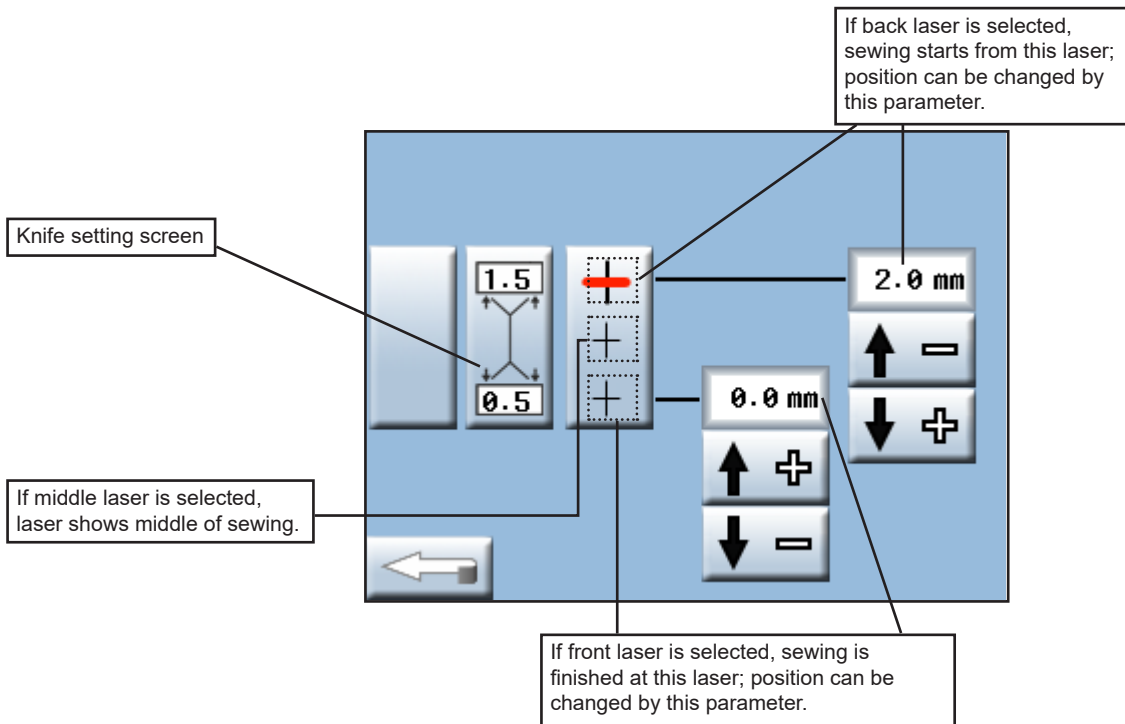 If back laser is selected,
sewing starts from this laser;
position can be changed by
this parameter.
Knife setting screen
1.5
2.0 mm
0.5
0.0 mm
If middle laser is selected,
laser shows middle of sewing.
If front laser is selected, sewing is
finished at this laser; position can be
changed by this parameter.